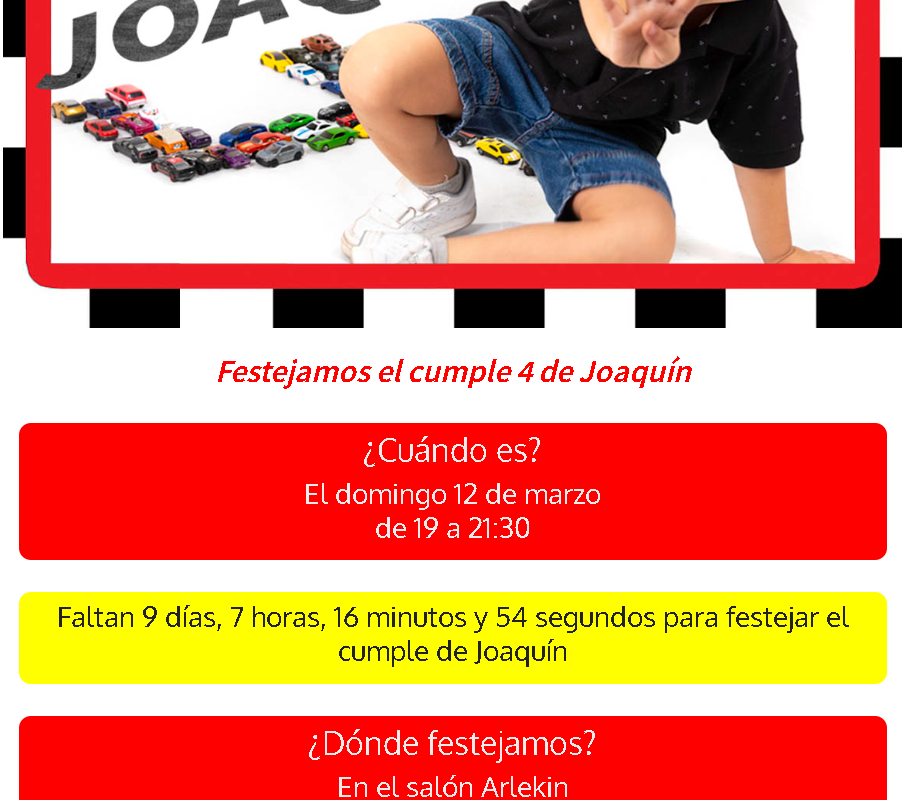 Festejamos el cumple 4 de Joaquín
¿Cuándo es?
El domingo 12 de marzo
de 19 a 21:30
Faltan 9 días, 7 horas, 16 minutos y 54 segundos para festejar el
cumple de Joaquín
¿Dónde festejamos?
En el salón Arlekin